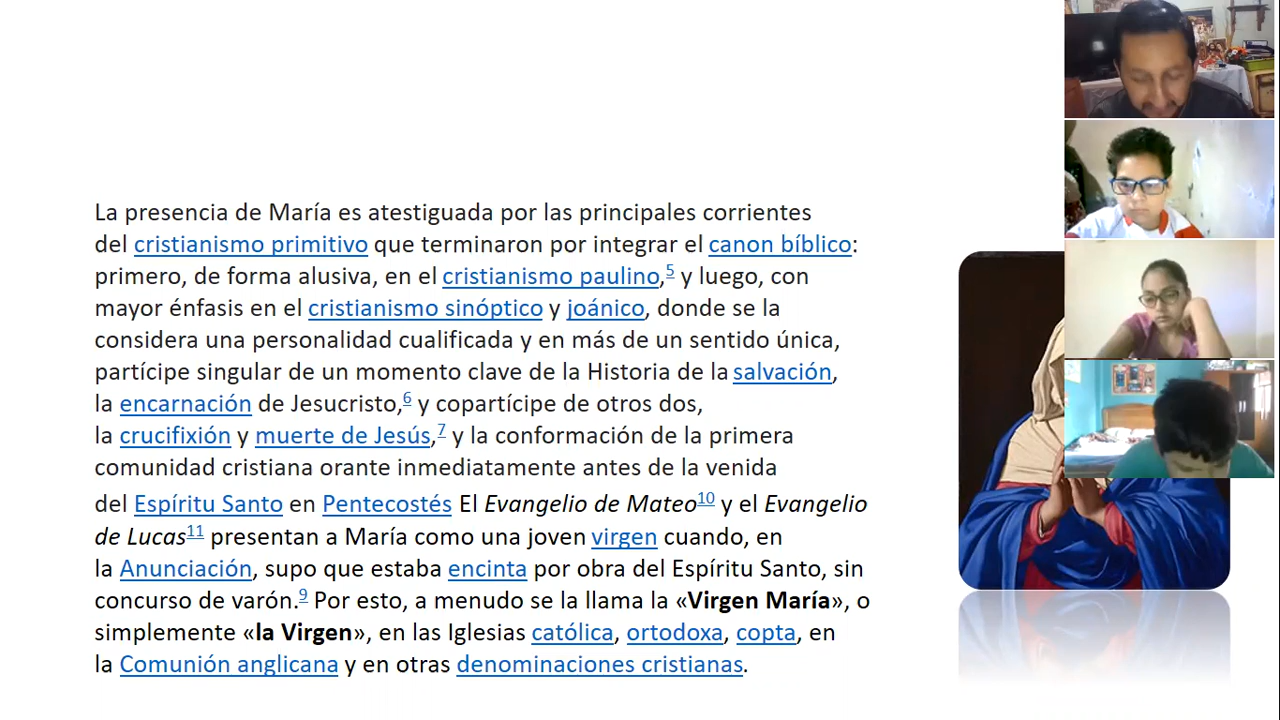 La presencia de María es atestiguada por las principales corrientes
del cristianismo primitivo que terminaron por integrar el canon bíblico:
primero, de forma alusiva, en el cristianismo paulino,5 y luego, con
mayor énfasis en el cristianismo sinóptico y joánico, donde se la
considera una personalidad cualificada y en más de un sentido única,
partícipe singular de un momento clave de la Historia de la salvación,
la encarnación de Jesucristo,6 y copartícipe de otros dos,
la crucifixión y muerte de Jesús,7 y la conformación de la primera
comunidad cristiana orante inmediatamente antes de la venida
del Espíritu Santo en Pentecostés El Evangelio de Mateo10 y el Evangelio
de Lucas11 presentan a María como una joven virgen cuando, en
la Anunciación, supo que estaba encinta por obra del Espíritu Santo, sin
concurso de varón.9 Por esto, a menudo se la llama la «Virgen María», o
simplemente «la Virgen», en las Iglesias católica, ortodoxa, copta, en
la Comunión anglicana y en otras denominaciones cristianas.